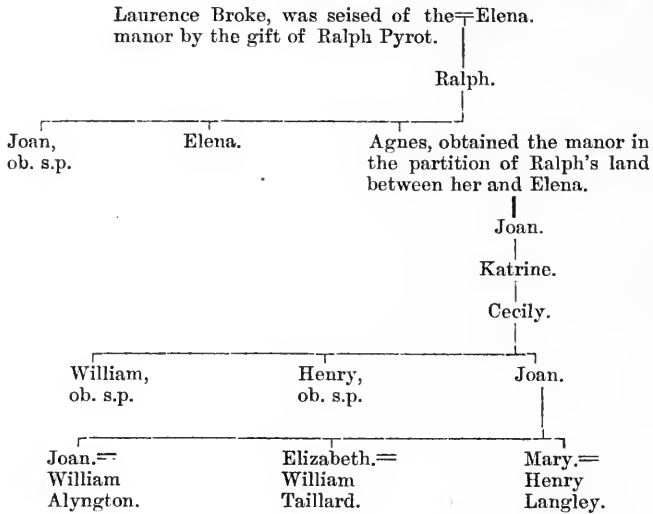 Laurence Broke, was seised of the=Elena.
manor by the gift of Ralph Pyrot.
Ralph.
Joan,
ob. s.p.
Elena.
Agnes, obtained the manor in
the partition of Ralph's land
between her and Elena.
Joan.
Katrine.
Cecily.
William,
ob. s.p.
Henry,
ob. s.p.
Joan.
Joan.=
William
Alyngton.
Elizabeth.=
William
Taillard.
Mary.=
Henry
Langley.